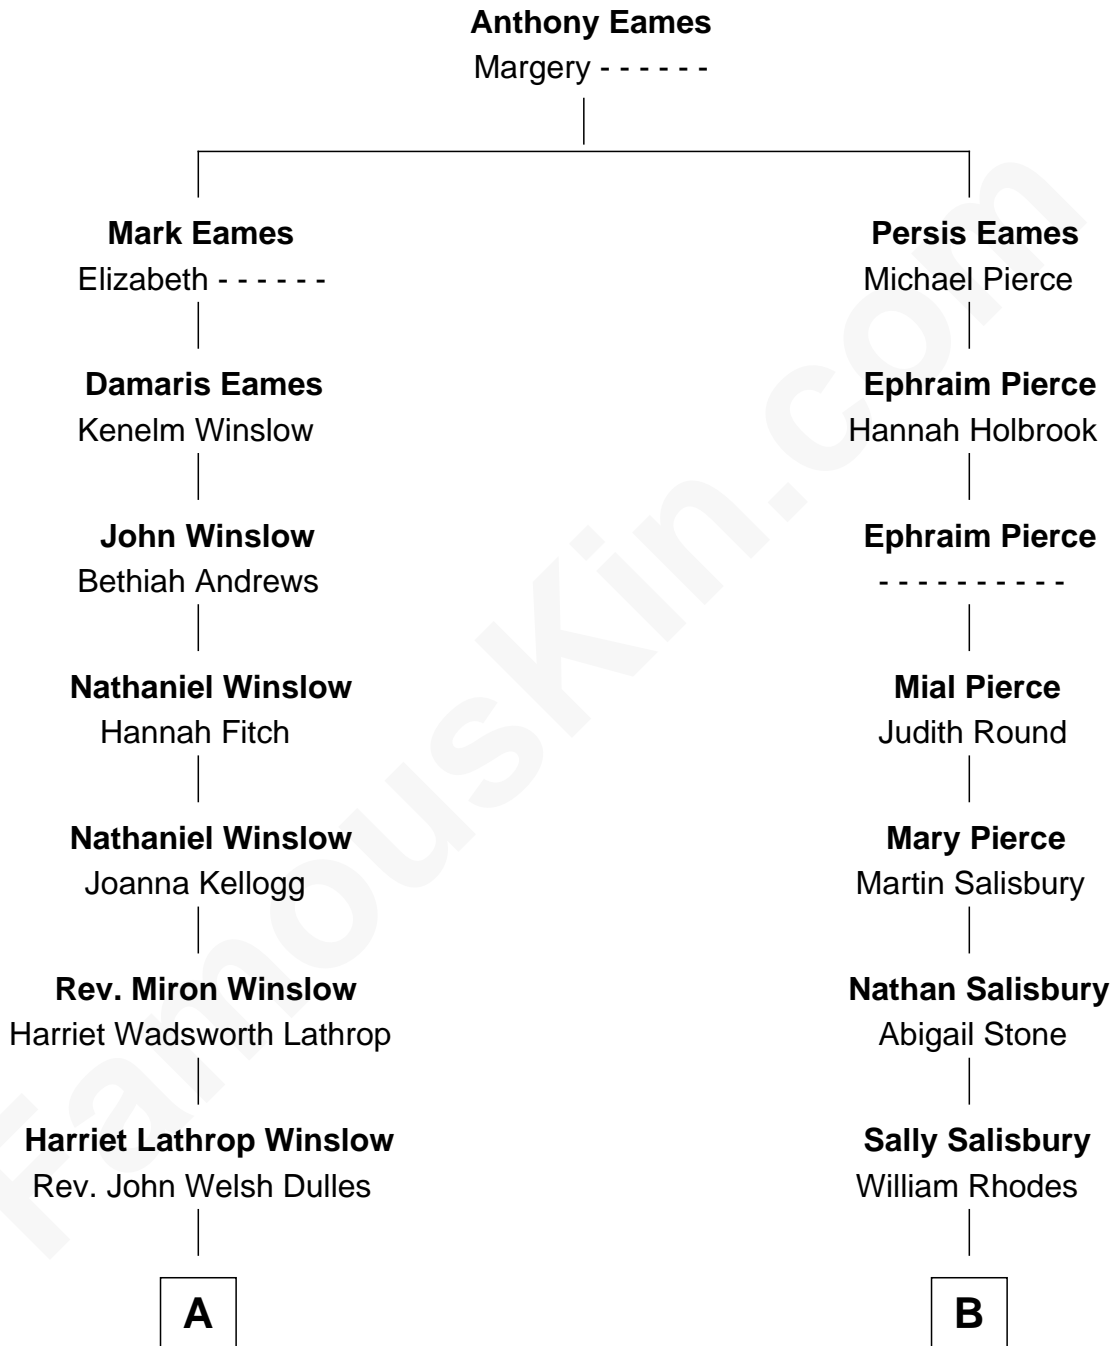 Anthony Eames
Margery - - - - - -
Mark Eames
Elizabeth - - - - - -
Damaris Eames
Kenelm Winslow
John Winslow
Bethiah Andrews
Nathaniel Winslow
Hannah Fitch
Nathaniel Winslow
Joanna Kellogg
Rev. Miron Winslow
Harriet Wadsworth Lathrop
Harriet Lathrop Winslow
Rev. John Welsh Dulles
A
Persis Eames
Michael Pierce
Ephraim Pierce
Hannah Holbrook
Ephraim Pierce
- - - - - - - - - -
Mial Pierce
Judith Round
Mary Pierce
Martin Salisbury
Nathan Salisbury
Abigail Stone
Sally Salisbury
William Rhodes
B
FamousKin.com